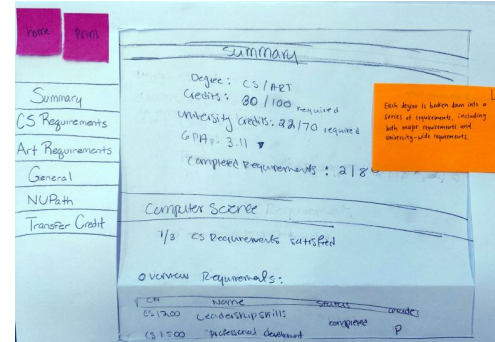 Home
Print
Summary
CS Requirements
Art Requirements
General
NUPath
Transfer Credit
Summary
Degree: CS/ART
Credits: 80/100 required
University Credits: 22/70 required
GPA: 3.11
Completed Requirements: 2/8
Each degree is broken down into a
series of requirements, including
both major requirements and
university-wide requirements.
Computer Science
1/3 CS Requirements satisfied
Overview Requirements:
Name Status Grade
CS1200 Leadership skills
completed
CS1500 Professional P